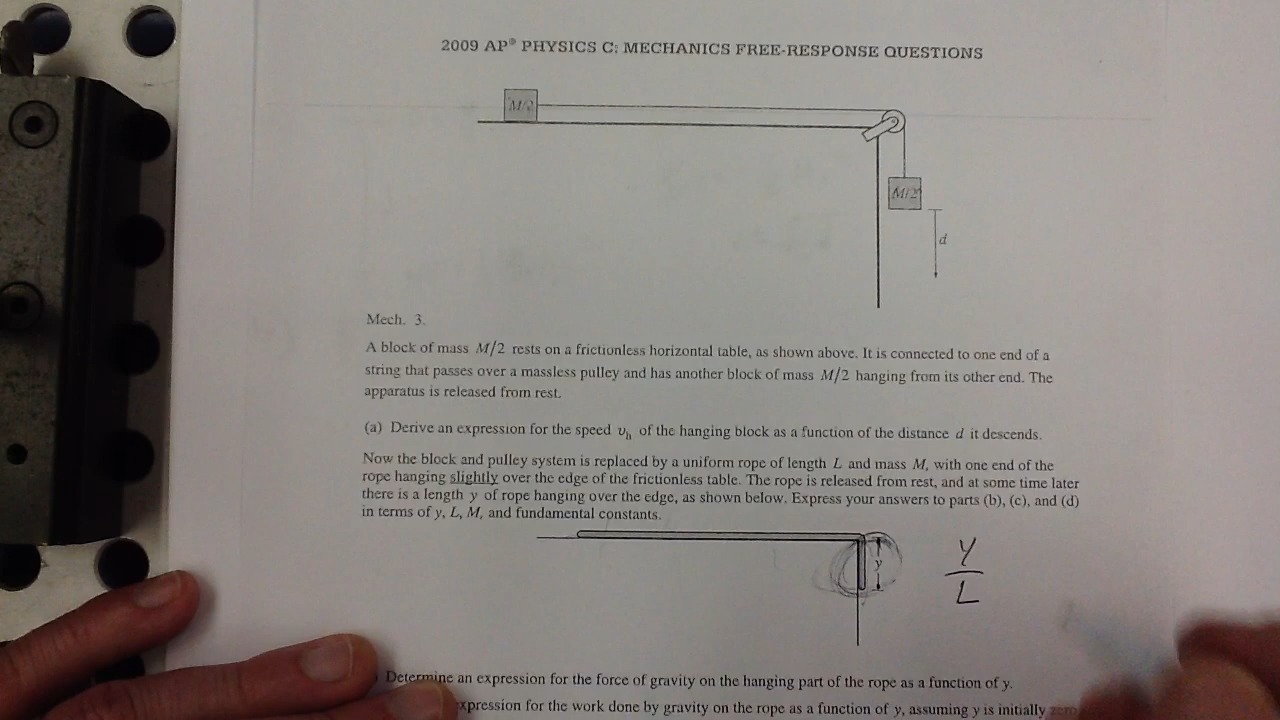 2009 AP® PHYSICS C: MECHANICS FREE-RESPONSE QUESTIONS
M/2
M/2
d
Mech. 3.
A block of mass M/2 rests on a frictionless horizontal table, as shown above. It is connected to one end of a
string that passes over a massless pulley and has another block of mass M/2 hanging from its other end. The
apparatus is released from rest.
(a) Derive an expression for the speed υh of the hanging block as a function of the distance d it descends.
Now the block and pulley system is replaced by a uniform rope of length L and mass M, with one end of the
rope hanging slightly over the edge of the frictionless table. The rope is released from rest, and at some time later
there is a length y of rope hanging over the edge, as shown below. Express your answers to parts (b), (c), and (d)
in terms of y, L, M, and fundamental constants.
y
Y
L
Determine an expression for the force of gravity on the hanging part of the rope as a function of y.
expression for the work done by gravity on the rope as a function of y, assuming y is initially zero